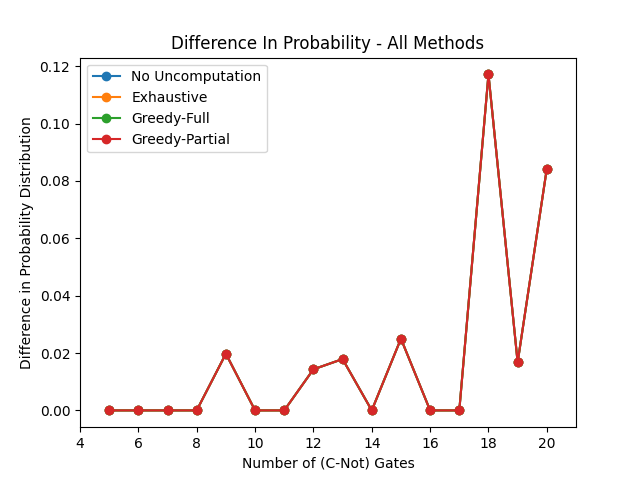 Difference In Probability - All Methods
Difference in Probability Distribution
0.12
0.10
0.08
0.06
0.04
0.02
0.00
No Uncomputation
Exhaustive
Greedy-Full
Greedy-Partial
4 6 8 10 12 14 16 18 20
Number of (C-Not) Gates